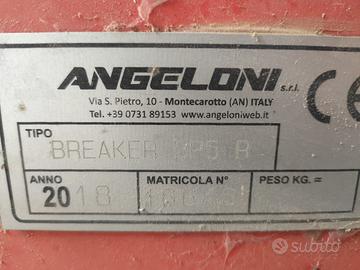 ANGELONI s.r.l.
Via S. Pietro, 10 - Montecarotto (AN) ITALY
Tel. +39 0731 89153 www.angeloniweb.it
CE
TIPO
BREAKER
ANNO MATRICOLA N° PESO KG. =
2018
subito